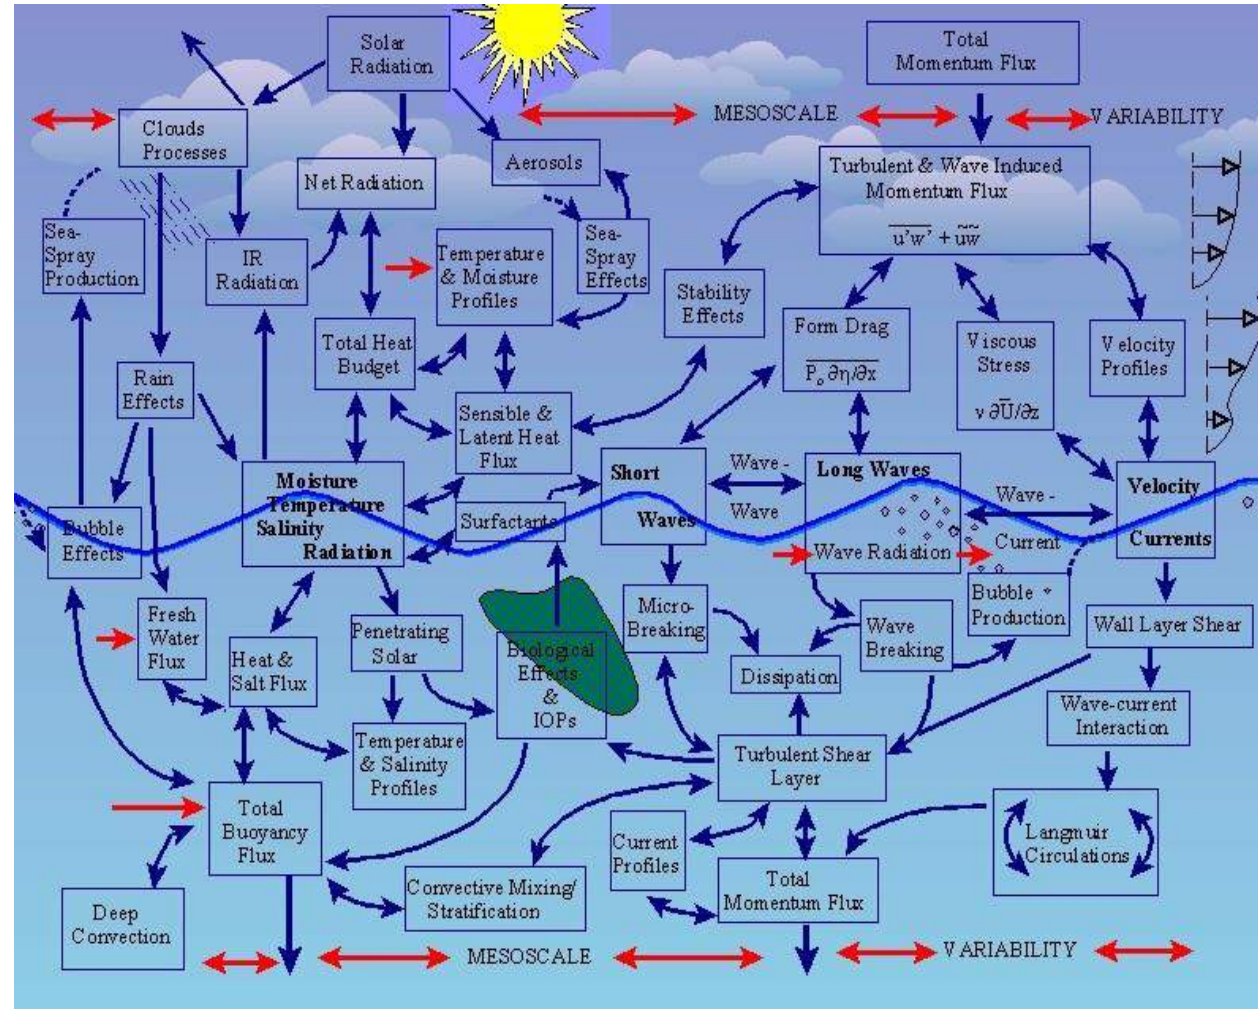 Solar
Radiation
Total
Momentum Flux
MESOSCALE
VARIABILITY
Clouds
Processes
Aerosols
Net Radiation
Turbulent & Wave Induced
Momentum Flux
u'w' + ũw̃
Sea-
Spray
Production
IR
Radiation
Temperature
& Moisture
Profiles
Sea-
Spray
Effects
Stability
Effects
Form Drag
Pₒ ∂η/∂x
Viscous
Stress
ν ∂U̅/∂z
Velocity
Profiles
Total Heat
Budget
Rain
Effects
Sensible &
Latent Heat
Flux
Moisture
Temperature
Salinity
Radiation
Short
Waves
Wave -
Wave
Long Waves
Wave Radiation
Wave -
Current
Velocity
Currents
Bubble
Effects
Surfactants
Fresh
Water
Flux
Heat &
Salt Flux
Penetrating
Solar
Biological
Effects
&
IOPs
Micro-
Breaking
Dissipation
Wave
Breaking
Bubble
Production
Wall Layer Shear
Wave-current
Interaction
Temperature
& Salinity
Profiles
Turbulent Shear
Layer
Total
Buoyancy
Flux
Current
Profiles
Langmuir
Circulations
Deep
Convection
Convective Mixing/
Stratification
Total
Momentum Flux
MESOSCALE
VARIABILITY